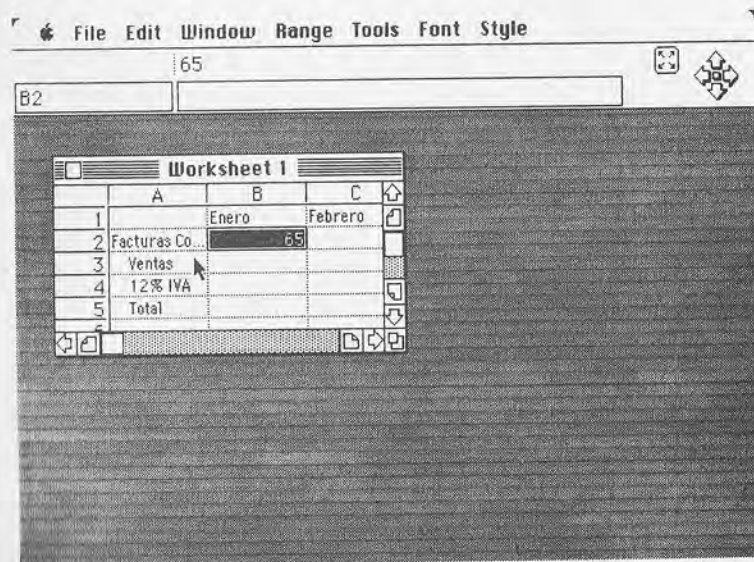 File Edit Window Range Tools Font Style
65
B2
Worksheet 1
A B C
1 Enero Febrero
2 Facturas Co... 65
3 Ventas
4 12% IVA
5 Total
6